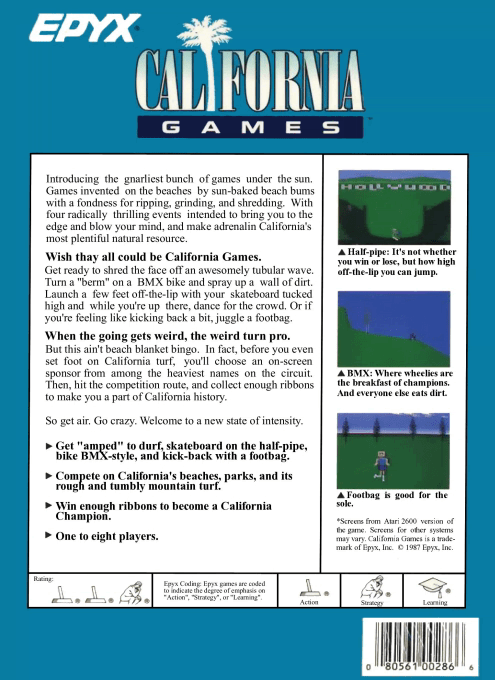 EPYX®
CALIFORNIA
GAMES™
Introducing the gnarliest bunch of games under the sun.
Games invented on the beaches by sun-baked beach bums
with a fondness for ripping, grinding, and shredding. With
four radically thrilling events intended to bring you to the
edge and blow your mind, and make adrenalin California's
most plentiful natural resource.
Wish thay all could be California Games.
Get ready to shred the face off an awesomely tubular wave.
Turn a "berm" on a BMX bike and spray up a wall of dirt.
Launch a few feet off-the-lip with your skateboard tucked
high and while you're up there, dance for the crowd. Or if
you're feeling like kicking back a bit, juggle a footbag.
When the going gets weird, the weird turn pro.
But this ain't beach blanket bingo. In fact, before you even
set foot on California turf, you'll choose an on-screen
sponsor from among the heaviest names on the circuit.
Then, hit the competition route, and collect enough ribbons
to make you a part of California history.
So get air. Go crazy. Welcome to a new state of intensity.
▶ Get "amped" to durf, skateboard on the half-pipe,
bike BMX-style, and kick-back with a footbag.
▶ Compete on California's beaches, parks, and its
rough and tumbly mountain turf.
▶ Win enough ribbons to become a California
Champion.
▶ One to eight players.
HOLLYWOOD
▲ Half-pipe: It's not whether
you win or lose, but how high
off-the-lip you can jump.
▲ BMX: Where wheelies are
the breakfast of champions.
And everyone else eats dirt.
▲ Footbag is good for the
sole.
*Screens from Atari 2600 version of
the game. Screens for other systems
may vary. California Games is a trade-
mark of Epyx, Inc. © 1987 Epyx, Inc.
Rating:
® ® ®
Epyx Coding: Epyx games are coded
to indicate the degree of emphasis on
"Action", "Strategy", or "Learning".
®
Action
®
Strategy
®
Learning
0 80561 00286 6